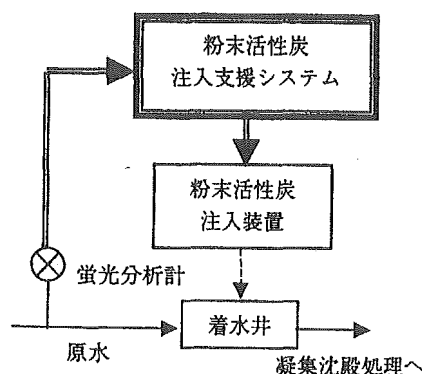 粉末活性炭
注入支援システム
粉末活性炭
注入装置
蛍光分析計
着水井
原水
凝集沈殿処理へ